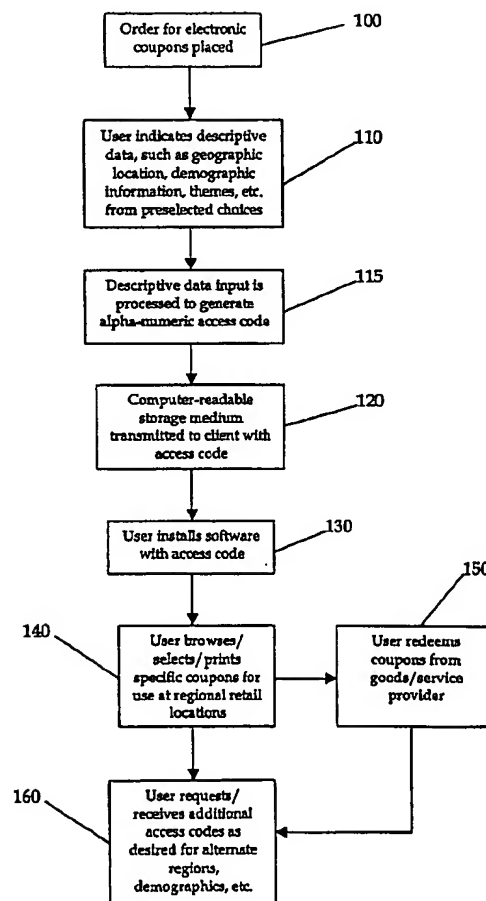 100
Order for electronic
coupons placed
110
User indicates descriptive
data, such as geographic
location, demographic
information, themes, etc.
from preselected choices
115
Descriptive data input is
processed to generate
alpha-numeric access code
120
Computer-readable
storage medium
transmitted to client with
access code
130
User installs software
with access code
150
140
User browses/
selects/prints
specific coupons for
use at regional retail
locations
User redeems
coupons from
goods/service
provider
160
User requests/
receives additional
access codes as
desired for alternate
regions,
demographics, etc.